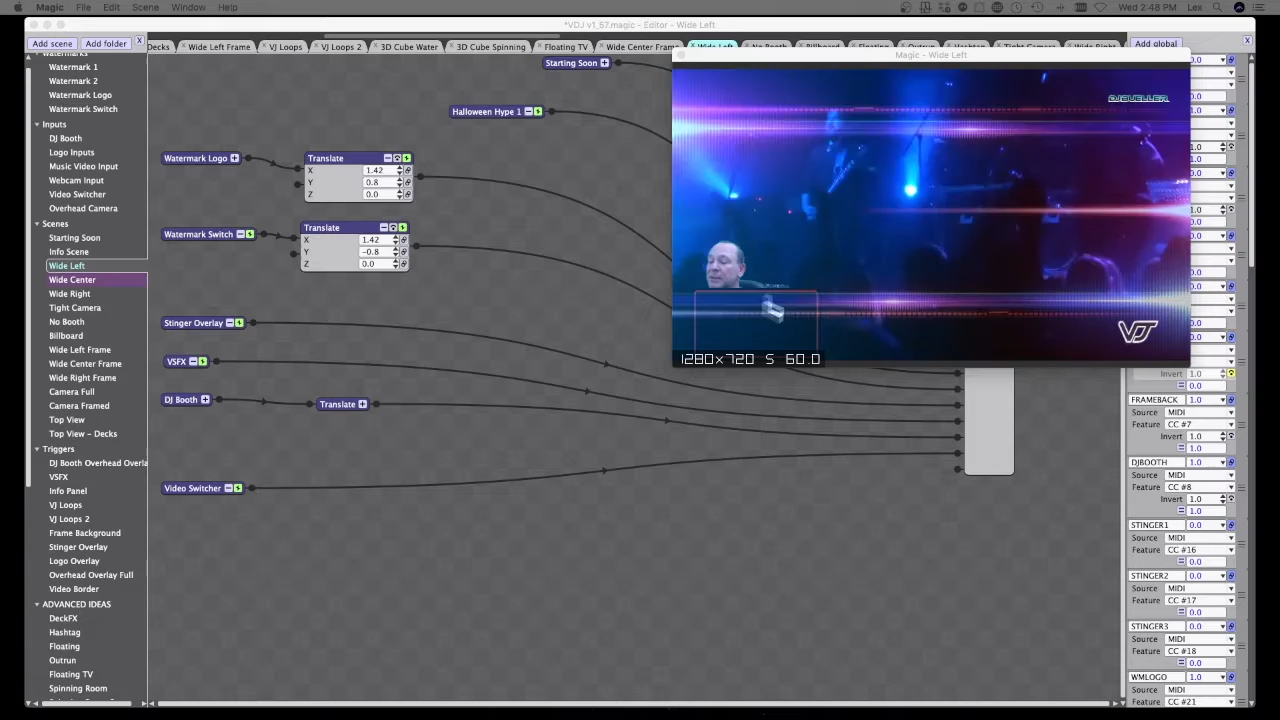 Magic File Edit Scene Window Help Wed 2:48 PM Lex
*VDJ v1_57.magic - Editor - Wide Left
Add scene Add folder X Decks Wide Left Frame VJ Loops VJ Loops 2 3D Cube Water 3D Cube Spinning Floating TV Wide Center Frame Add global X
Magic - Wide Left
Watermark 1
Watermark 2
Watermark Logo
Watermark Switch
Inputs
DJ Booth
Logo Inputs
Music Video Input
Webcam Input
Video Switcher
Overhead Camera
Scenes
Starting Soon
Info Scene
Wide Left
Wide Center
Wide Right
Tight Camera
No Booth
Billboard
Wide Left Frame
Wide Center Frame
Wide Right Frame
Camera Full
Camera Framed
Top View
Top View - Decks
Triggers
DJ Booth Overhead Overla
VSFX
Info Panel
VJ Loops
VJ Loops 2
Frame Background
Stinger Overlay
Logo Overlay
Overhead Overlay Full
Video Border
ADVANCED IDEAS
DeckFX
Hashtag
Floating
Outrun
Floating TV
Spinning Room
Starting Soon
Halloween Hype 1
Watermark Logo
Translate
X 1.42
Y 0.8
Z 0.0
Watermark Switch
Translate
X 1.42
Y -0.8
Z 0.0
Stinger Overlay
VSFX
DJ Booth
Translate
Video Switcher
VDJ
1280x720 S 60.0
Invert 1.0
= 0.0
FRAMEBACK 1.0
Source MIDI
Feature CC #7
Invert 1.0
= 1.0
DJBOOTH 1.0
Source MIDI
Feature CC #8
Invert 1.0
= 1.0
STINGER1 0.0
Source MIDI
Feature CC #16
= 0.0
STINGER2 0.0
Source MIDI
Feature CC #17
= 0.0
STINGER3 0.0
Source MIDI
Feature CC #18
= 0.0
WMLOGO 1.0
Source MIDI
Feature CC #21